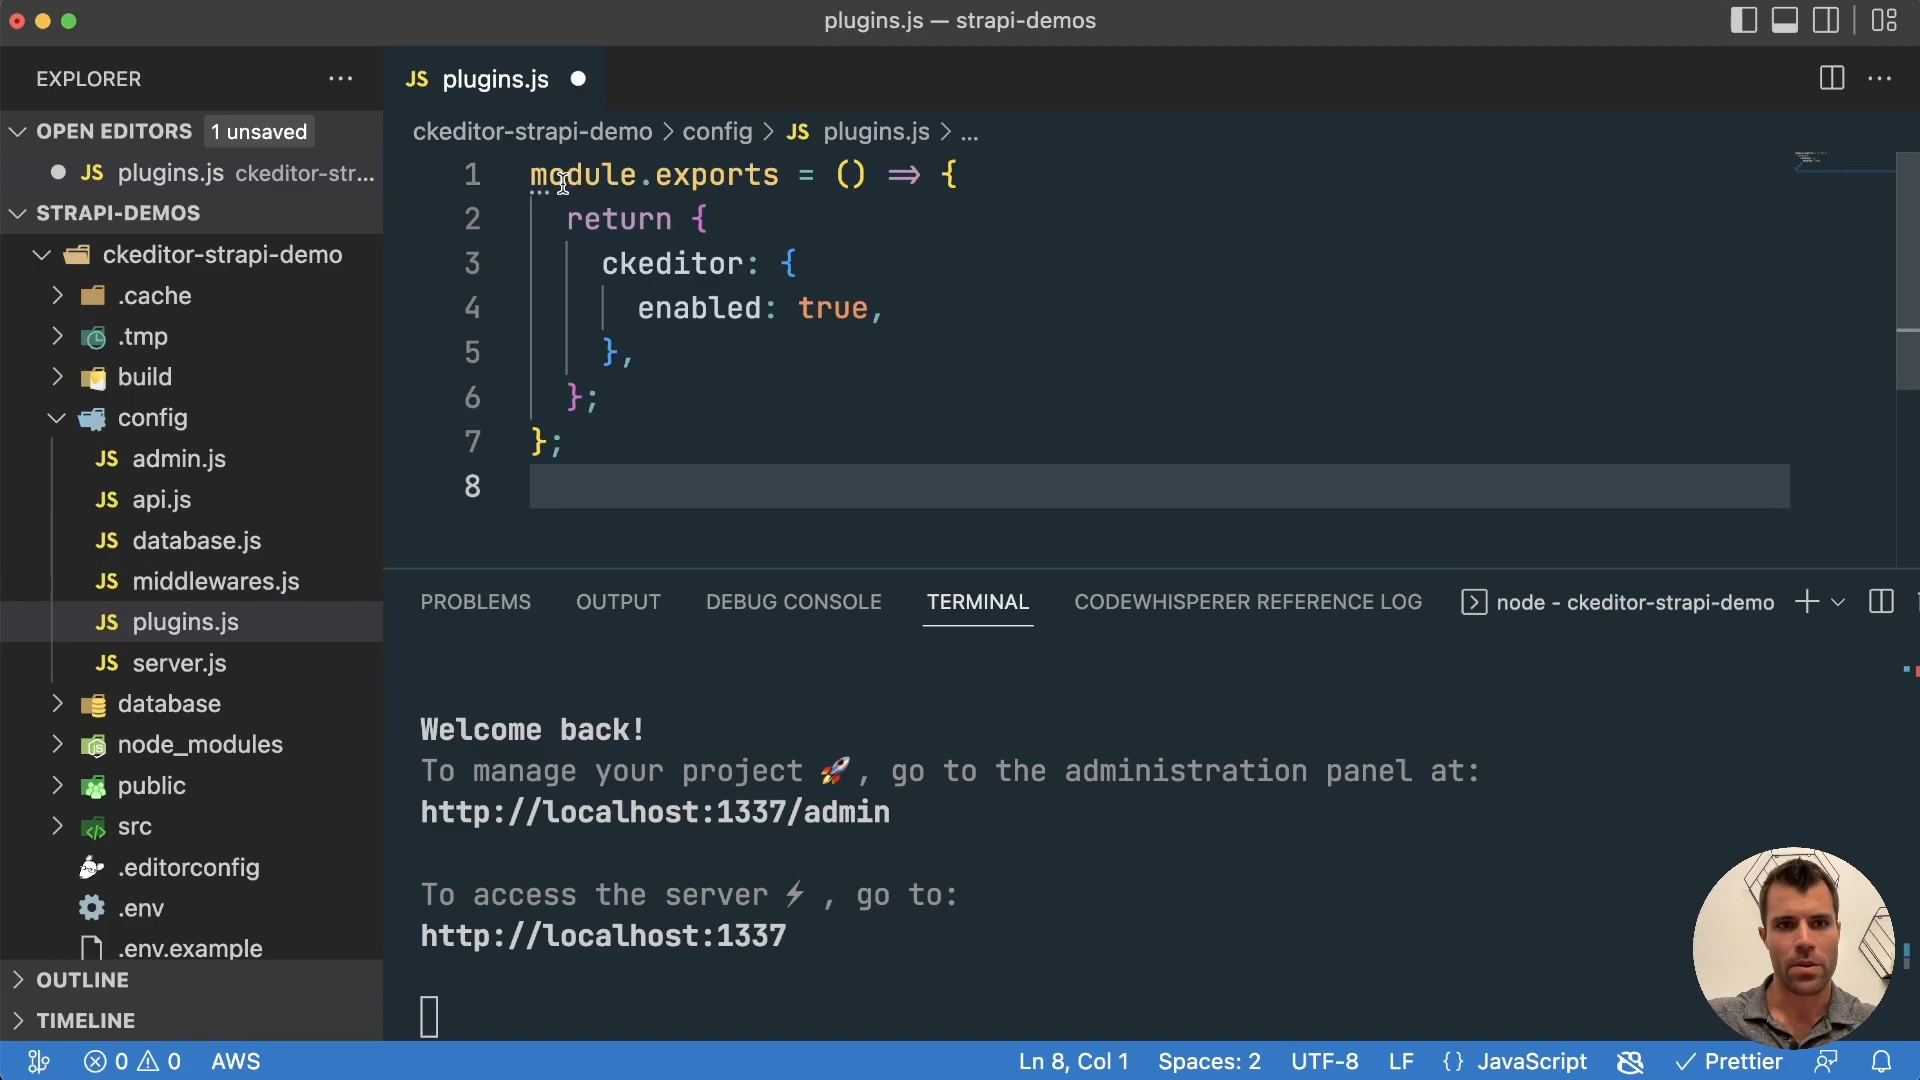 plugins.js — strapi-demos
EXPLORER
OPEN EDITORS 1 unsaved
JS plugins.js ckeditor-str...
STRAPI-DEMOS
ckeditor-strapi-demo
.cache
.tmp
build
config
JS admin.js
JS api.js
JS database.js
JS middlewares.js
JS plugins.js
JS server.js
database
node_modules
public
src
.editorconfig
.env
.env.example
OUTLINE
TIMELINE
JS plugins.js
ckeditor-strapi-demo > config > JS plugins.js > ...
1 module.exports = () => {
2 return {
3 ckeditor: {
4 enabled: true,
5 },
6 };
7 };
8
PROBLEMS OUTPUT DEBUG CONSOLE TERMINAL CODEWHISPERER REFERENCE LOG node - ckeditor-strapi-demo
Welcome back!
To manage your project 🚀, go to the administration panel at:
http://localhost:1337/admin
To access the server ⚡ , go to:
http://localhost:1337
0 0 AWS Ln 8, Col 1 Spaces: 2 UTF-8 LF {} JavaScript Prettier